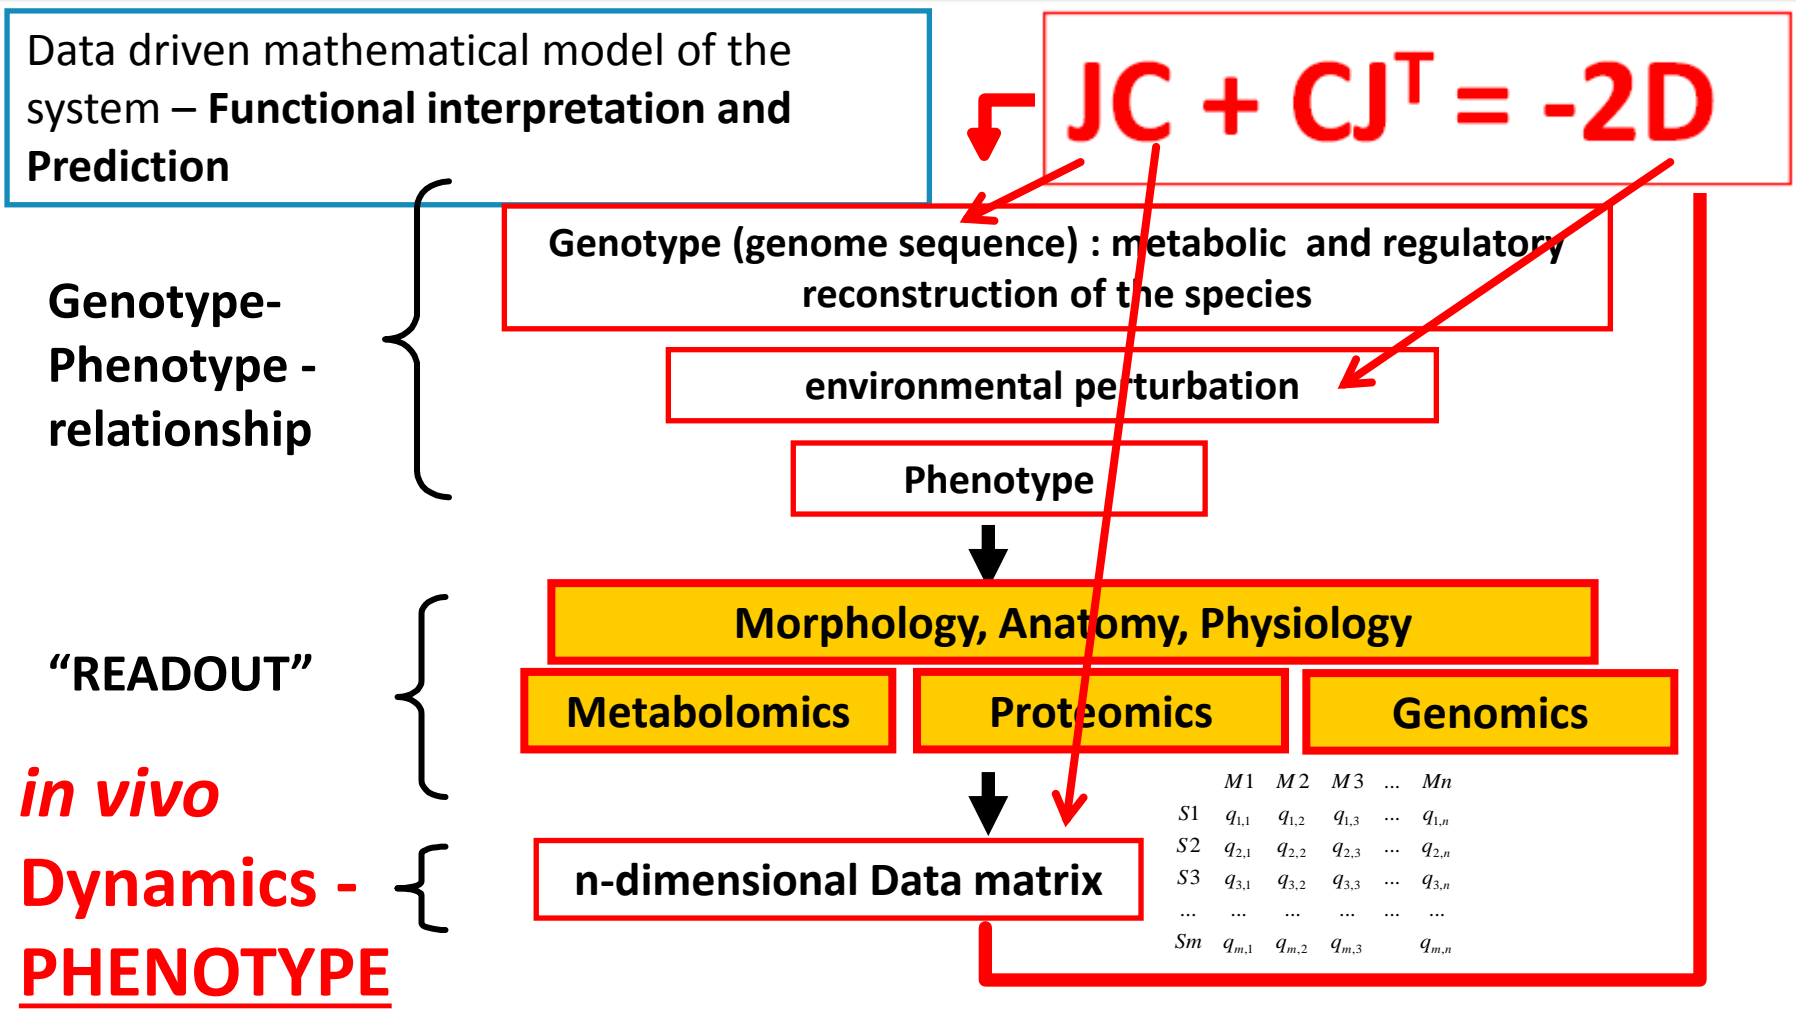 Data driven mathematical model of the
system – Functional interpretation and
Prediction
JC + CJᵀ = -2D
Genotype (genome sequence) : metabolic and regulatory
reconstruction of the species
environmental perturbation
Phenotype
Genotype-
Phenotype -
relationship
Morphology, Anatomy, Physiology
“READOUT”
Metabolomics
Proteomics
Genomics
in vivo
Dynamics -
PHENOTYPE
n-dimensional Data matrix
M1 M2 M3 ... Mn
S1 q1,1 q1,2 q1,3 ... q1,n
S2 q2,1 q2,2 q2,3 ... q2,n
S3 q3,1 q3,2 q3,3 ... q3,n
... ... ... ... ... ...
Sm qm,1 qm,2 qm,3 qm,n